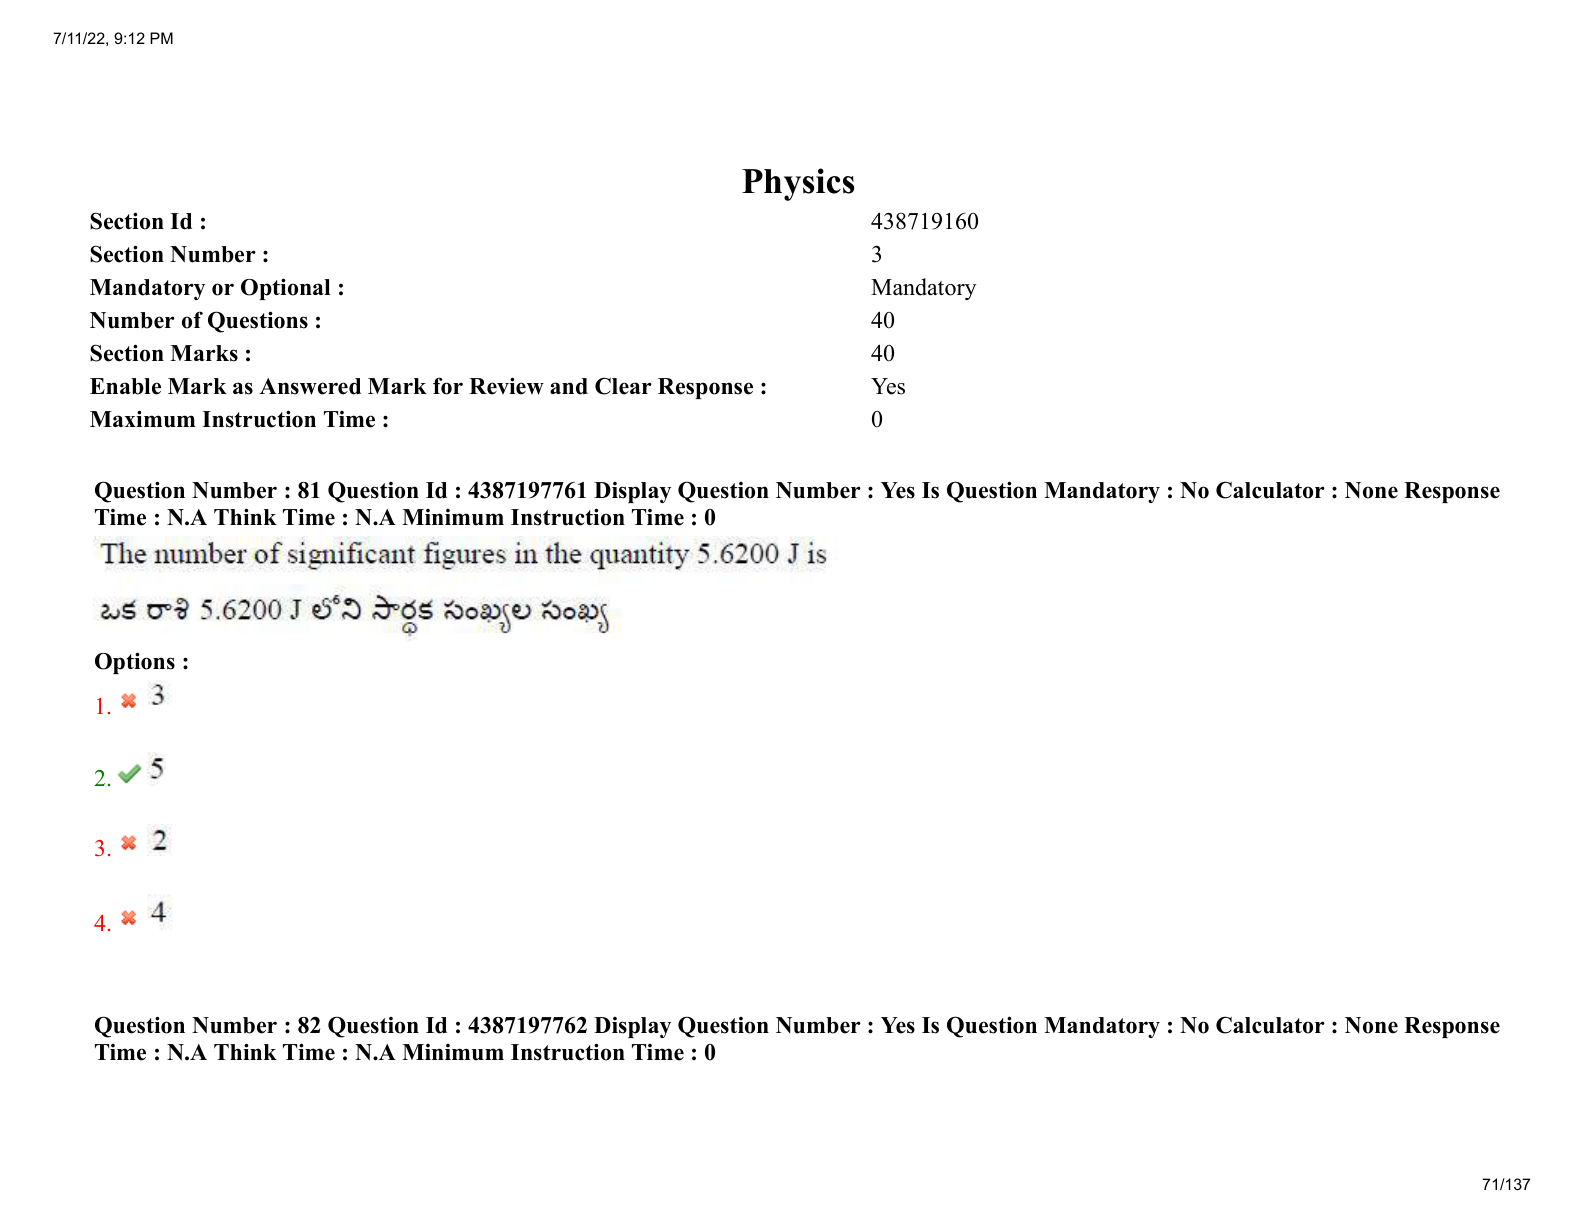 7/11/22, 9:12 PM
Physics
Section Id : 438719160
Section Number : 3
Mandatory or Optional : Mandatory
Number of Questions : 40
Section Marks : 40
Enable Mark as Answered Mark for Review and Clear Response : Yes
Maximum Instruction Time : 0
Question Number : 81 Question Id : 4387197761 Display Question Number : Yes Is Question Mandatory : No Calculator : None Response
Time : N.A Think Time : N.A Minimum Instruction Time : 0
The number of significant figures in the quantity 5.6200 J is
ఒక రాశి 5.6200 J లోని సార్ధక సంఖ్యల సంఖ్య
Options :
1. 3
2. 5
3. 2
4. 4
Question Number : 82 Question Id : 4387197762 Display Question Number : Yes Is Question Mandatory : No Calculator : None Response
Time : N.A Think Time : N.A Minimum Instruction Time : 0
71/137